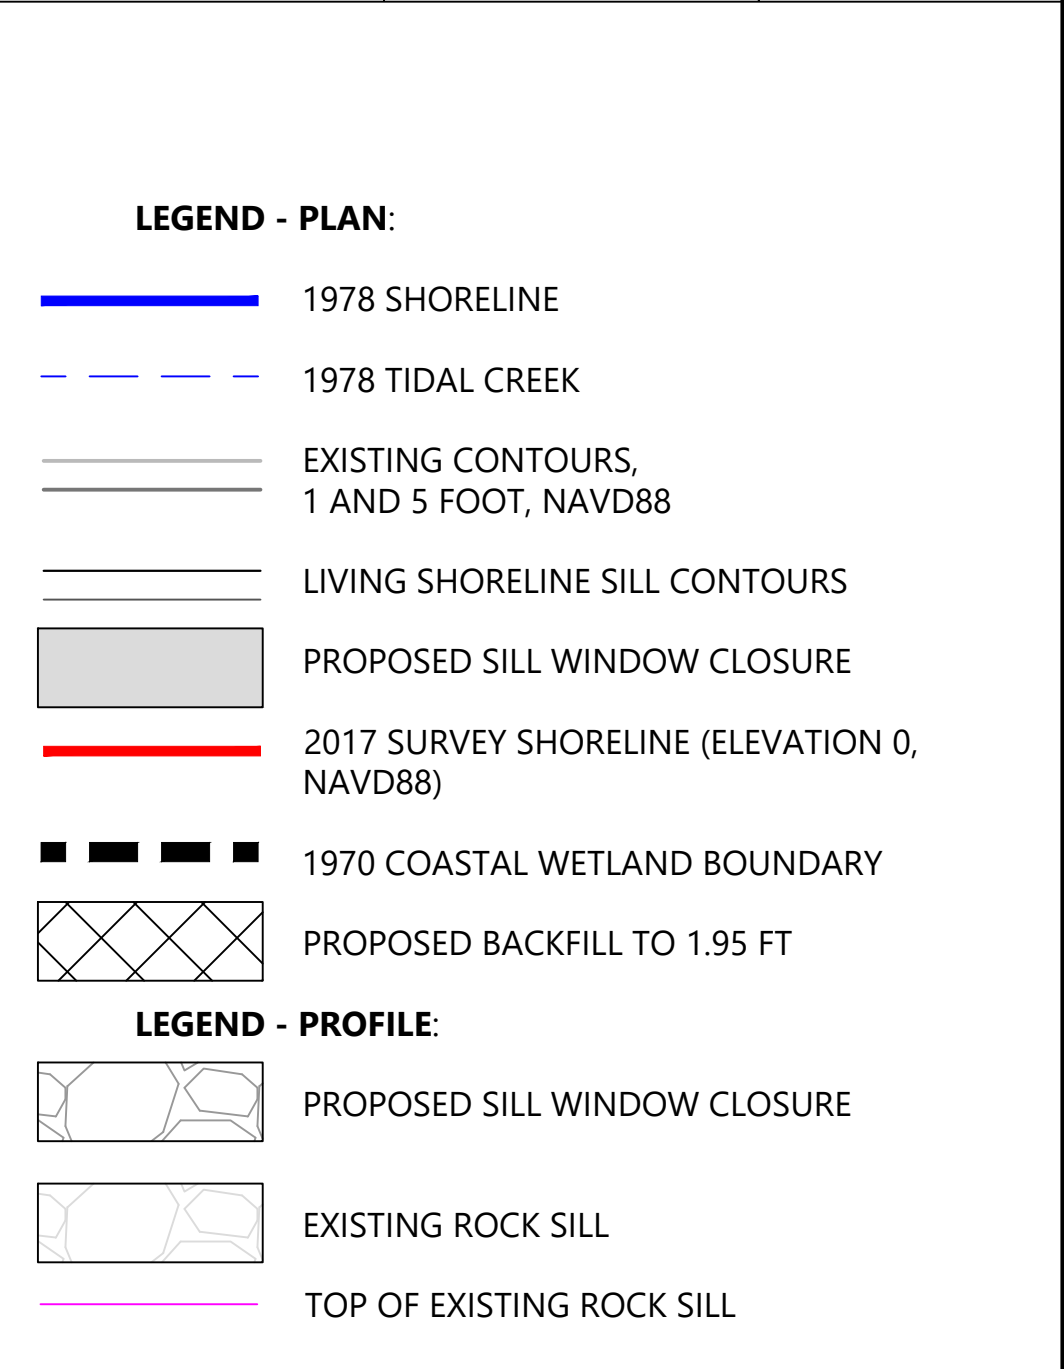 LEGEND - PLAN:
1978 SHORELINE
1978 TIDAL CREEK
EXISTING CONTOURS,
1 AND 5 FOOT, NAVD88
LIVING SHORELINE SILL CONTOURS
PROPOSED SILL WINDOW CLOSURE
2017 SURVEY SHORELINE (ELEVATION 0,
NAVD88)
1970 COASTAL WETLAND BOUNDARY
PROPOSED BACKFILL TO 1.95 FT
LEGEND - PROFILE:
PROPOSED SILL WINDOW CLOSURE
EXISTING ROCK SILL
TOP OF EXISTING ROCK SILL